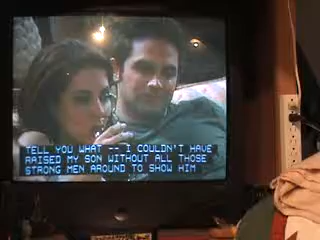 TELL YOU WHAT -- I COULDN'T HAVE
RAISED MY SON WITHOUT ALL THOSE
STRONG MEN AROUND TO SHOW HIM